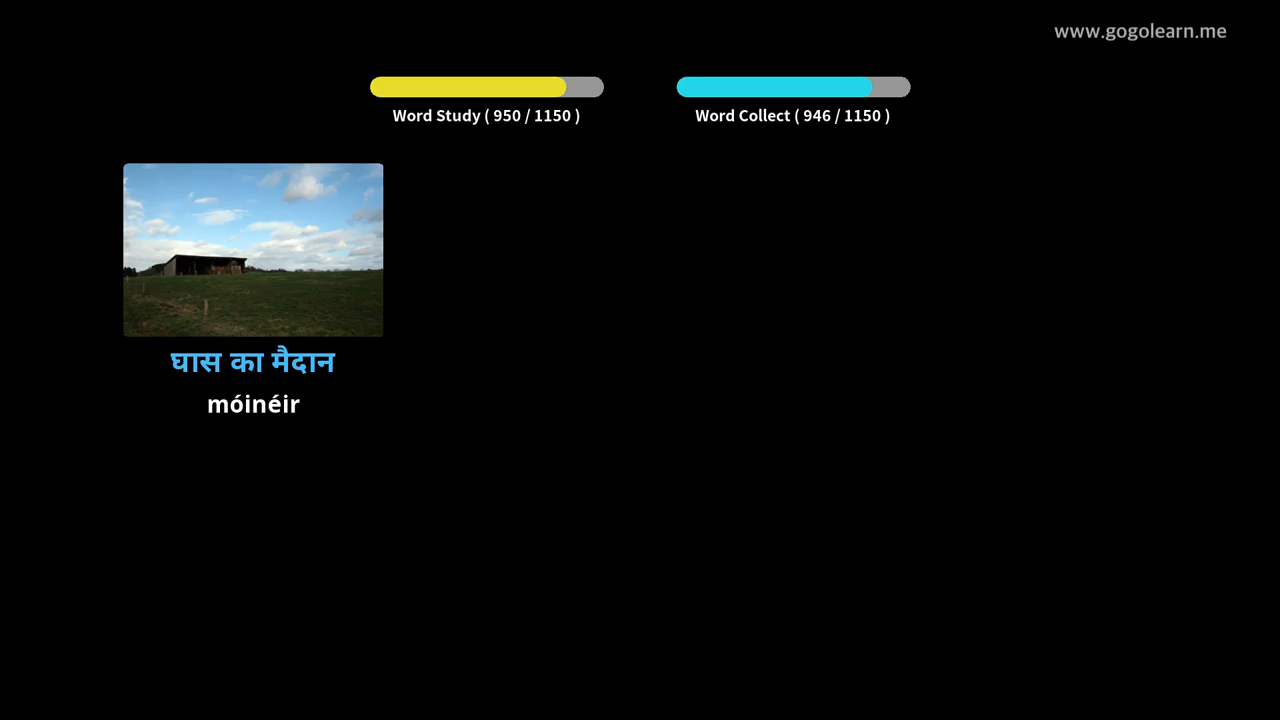 www.gogolearn.me
Word Study ( 950 / 1150 )
Word Collect ( 946 / 1150 )
घास का मैदान
móinéir